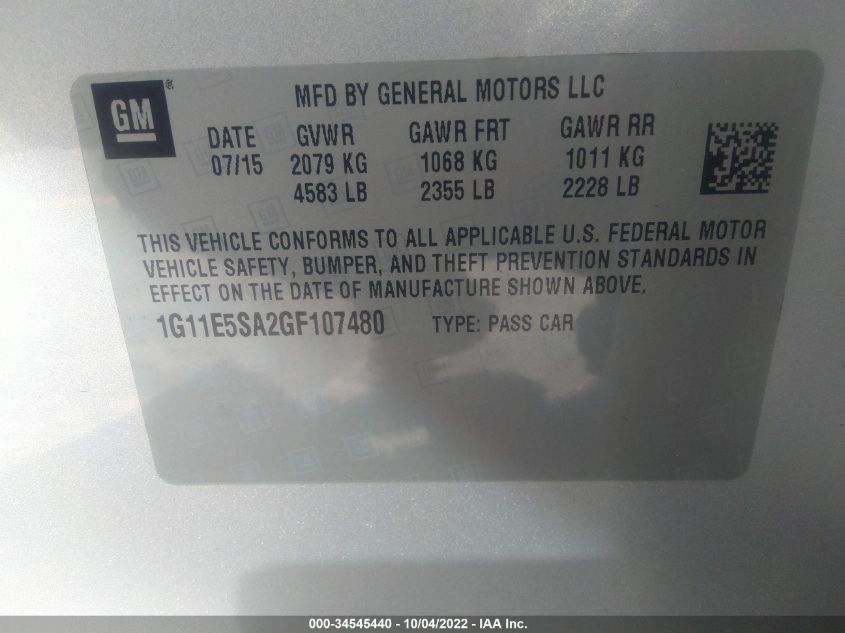 GM ®
MFD BY GENERAL MOTORS LLC
DATE GVWR GAWR FRT GAWR RR
07/15 2079 KG 1068 KG 1011 KG
4583 LB 2355 LB 2228 LB
THIS VEHICLE CONFORMS TO ALL APPLICABLE U.S. FEDERAL MOTOR
VEHICLE SAFETY, BUMPER, AND THEFT PREVENTION STANDARDS IN
EFFECT ON THE DATE OF MANUFACTURE SHOWN ABOVE.
1G11E5SA2GF107480 TYPE: PASS CAR
000-34545440 - 10/04/2022 - IAA Inc.